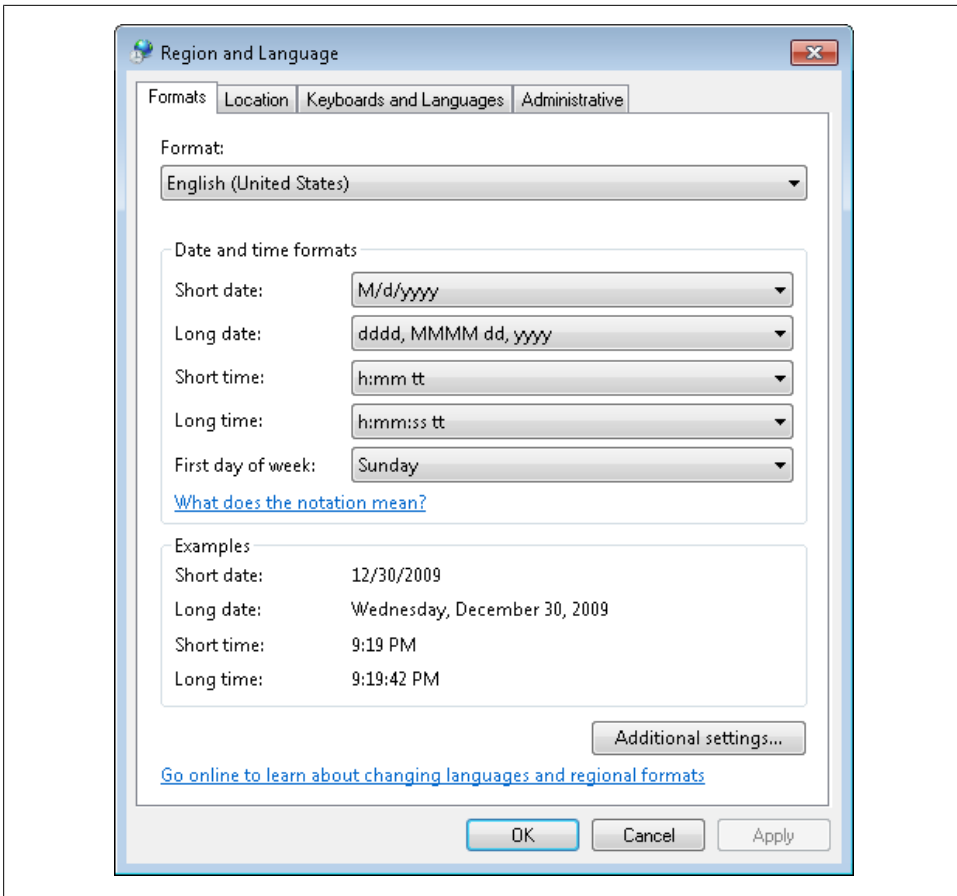 Region and Language
Formats Location Keyboards and Languages Administrative
Format:
English (United States)
Date and time formats
Short date: M/d/yyyy
Long date: dddd, MMMM dd, yyyy
Short time: h:mm tt
Long time: h:mm:ss tt
First day of week: Sunday
What does the notation mean?
Examples
Short date: 12/30/2009
Long date: Wednesday, December 30, 2009
Short time: 9:19 PM
Long time: 9:19:42 PM
Additional settings...
Go online to learn about changing languages and regional formats
OK Cancel Apply